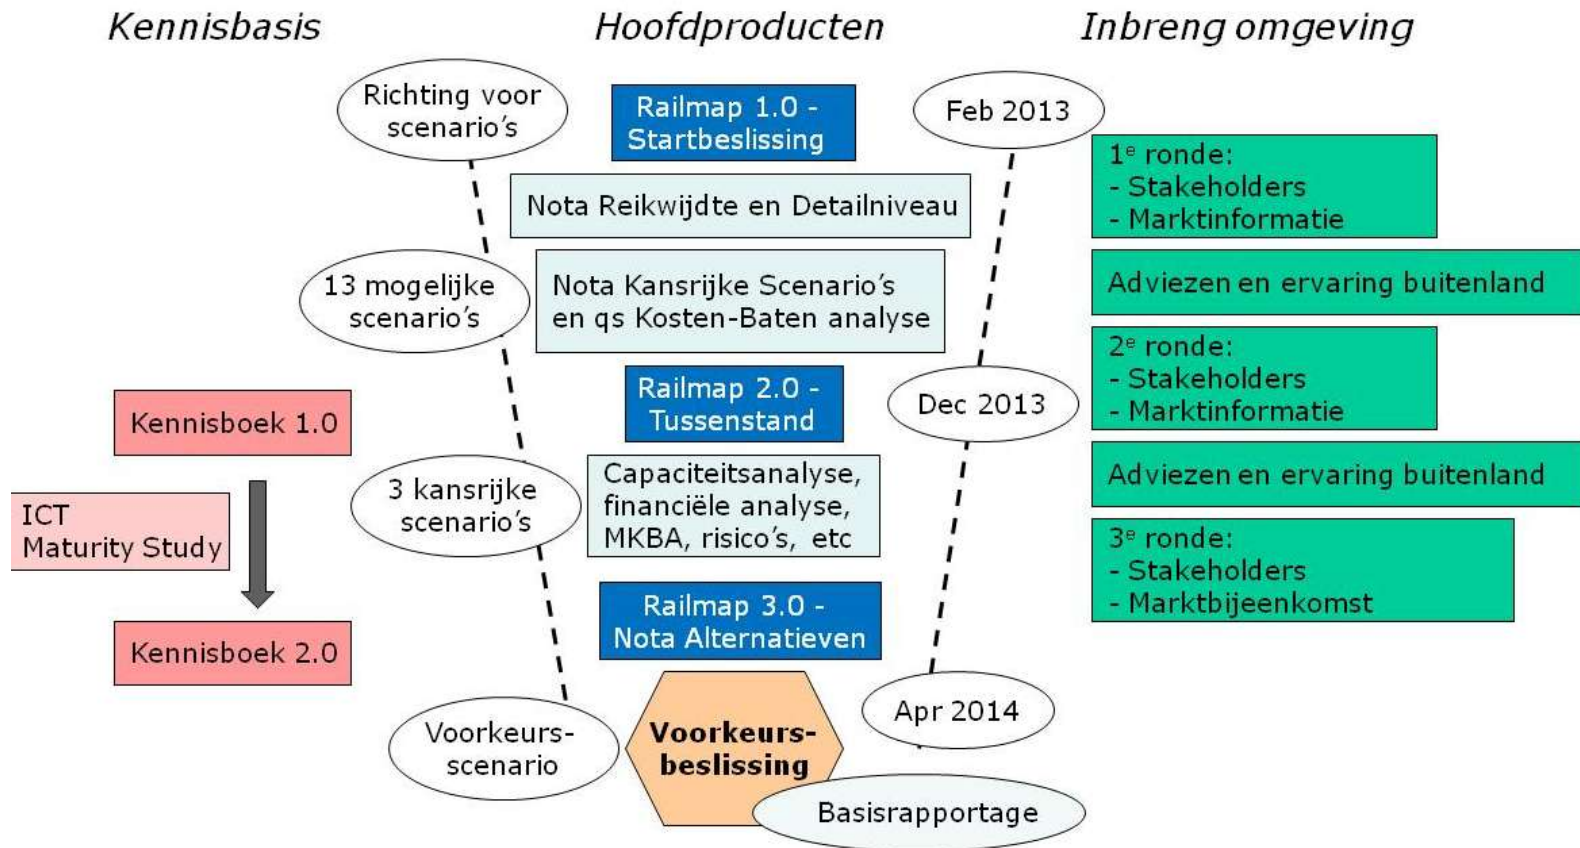 Kennisbasis
Hoofdproducten
Inbreng omgeving
Richting voor
scenario's
Railmap 1.0 -
Startbeslissing
Feb 2013
1e ronde:
- Stakeholders
- Marktinformatie
Nota Reikwijdte en Detailniveau
13 mogelijke
scenario's
Nota Kansrijke Scenario's
en qs Kosten-Baten analyse
Adviezen en ervaring buitenland
2e ronde:
- Stakeholders
- Marktinformatie
Kennisboek 1.0
Railmap 2.0 -
Tussenstand
Dec 2013
ICT
Maturity Study
3 kansrijke
scenario's
Capaciteitsanalyse,
financiële analyse,
MKBA, risico's, etc
Adviezen en ervaring buitenland
3e ronde:
- Stakeholders
- Marktbijeenkomst
Kennisboek 2.0
Railmap 3.0 -
Nota Alternatieven
Voorkeurs-
scenario
Voorkeurs-
beslissing
Apr 2014
Basisrapportage